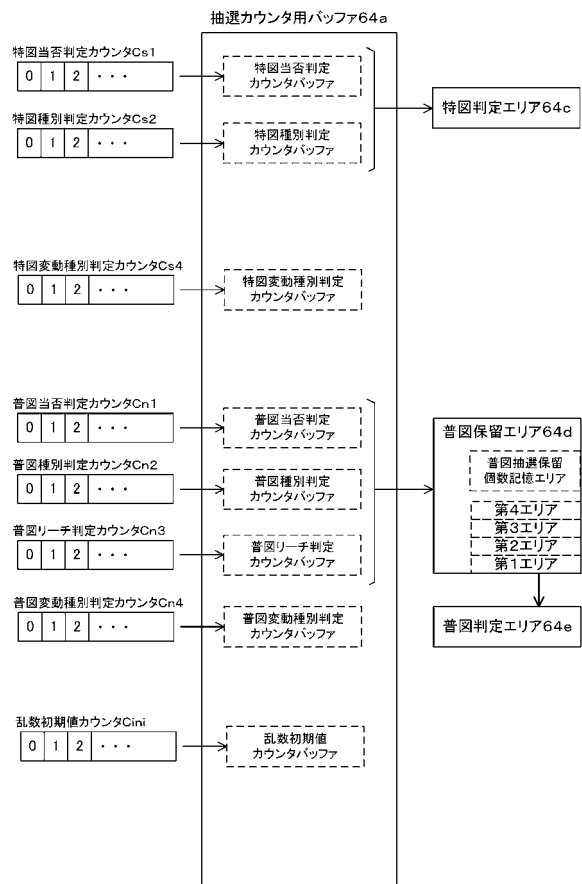 抽選カウンタ用バッファ64a
特図当否判定カウンタCs1
0 1 2 ・・・
特図当否判定
カウンタバッファ
特図種別判定カウンタCs2
0 1 2 ・・・
特図種別判定
カウンタバッファ
特図判定エリア64c
特図変動種別判定カウンタCs4
0 1 2 ・・・
特図変動種別判定
カウンタバッファ
普図当否判定カウンタCn1
0 1 2 ・・・
普図当否判定
カウンタバッファ
普図種別判定カウンタCn2
0 1 2 ・・・
普図種別判定
カウンタバッファ
普図リーチ判定カウンタCn3
0 1 2 ・・・
普図リーチ判定
カウンタバッファ
普図変動種別判定カウンタCn4
0 1 2 ・・・
普図変動種別判定
カウンタバッファ
普図保留エリア64d
普図抽選保留
個数記憶エリア
第4エリア
第3エリア
第2エリア
第1エリア
普図判定エリア64e
乱数初期値カウンタCini
0 1 2 ・・・
乱数初期値
カウンタバッファ